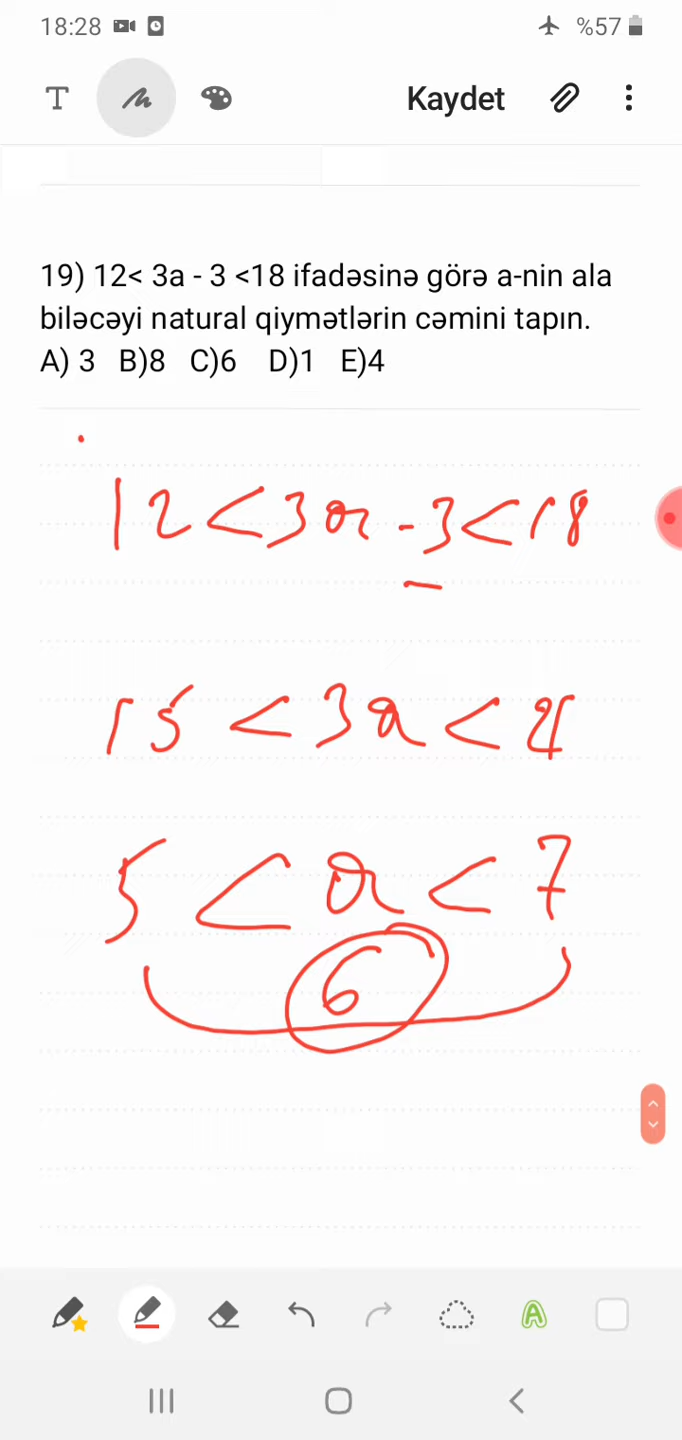 18:28 %57
T Kaydet
19) 12< 3a - 3 <18 ifadəsinə görə a-nin ala
biləcəyi natural qiymətlərin cəmini tapın.
A) 3 B)8 C)6 D)1 E)4
12 < 3a - 3 < 18
15 < 3a < 21
5 < a < 7
6
A